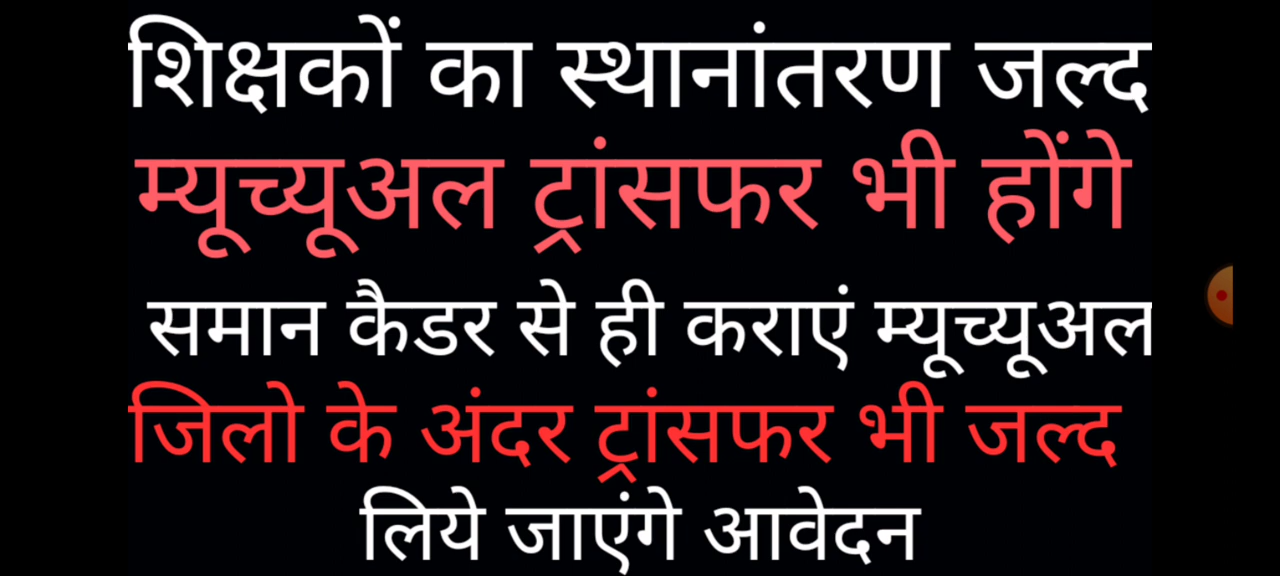 शिक्षकों का स्थानांतरण जल्द
म्यूच्यूअल ट्रांसफर भी होंगे
समान कैडर से ही कराएं म्यूच्यूअल
जिलो के अंदर ट्रांसफर भी जल्द
लिये जाएंगे आवेदन